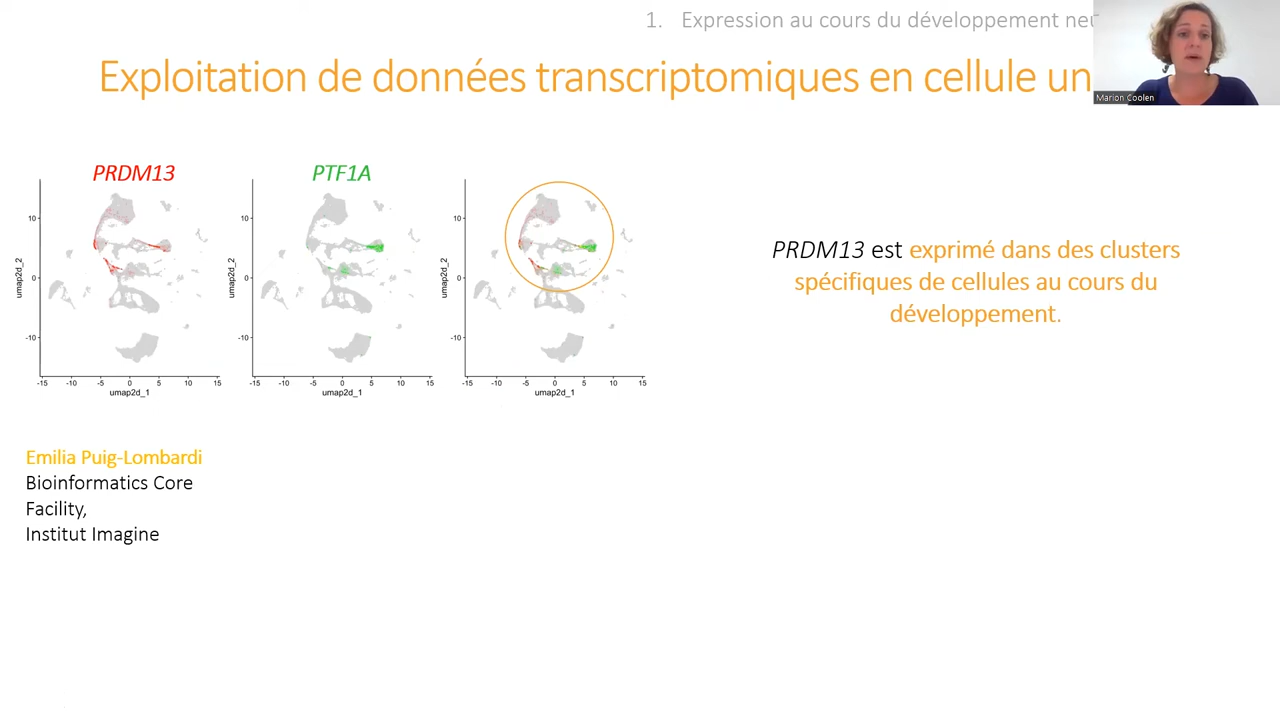 1. Expression au cours du développement
Exploitation de données transcriptomiques en cellule
Marion Coolen
PRDM13
PTF1A
10
0
-10
umap2d_2
-15 -10 -5 0 5 10 15
umap2d_1
10
0
-10
umap2d_2
-15 -10 -5 0 5 10 15
umap2d_1
10
0
-10
umap2d_2
-15 -10 -5 0 5 10 15
umap2d_1
PRDM13 est exprimé dans des clusters
spécifiques de cellules au cours du
développement.
Emilia Puig-Lombardi
Bioinformatics Core
Facility,
Institut Imagine